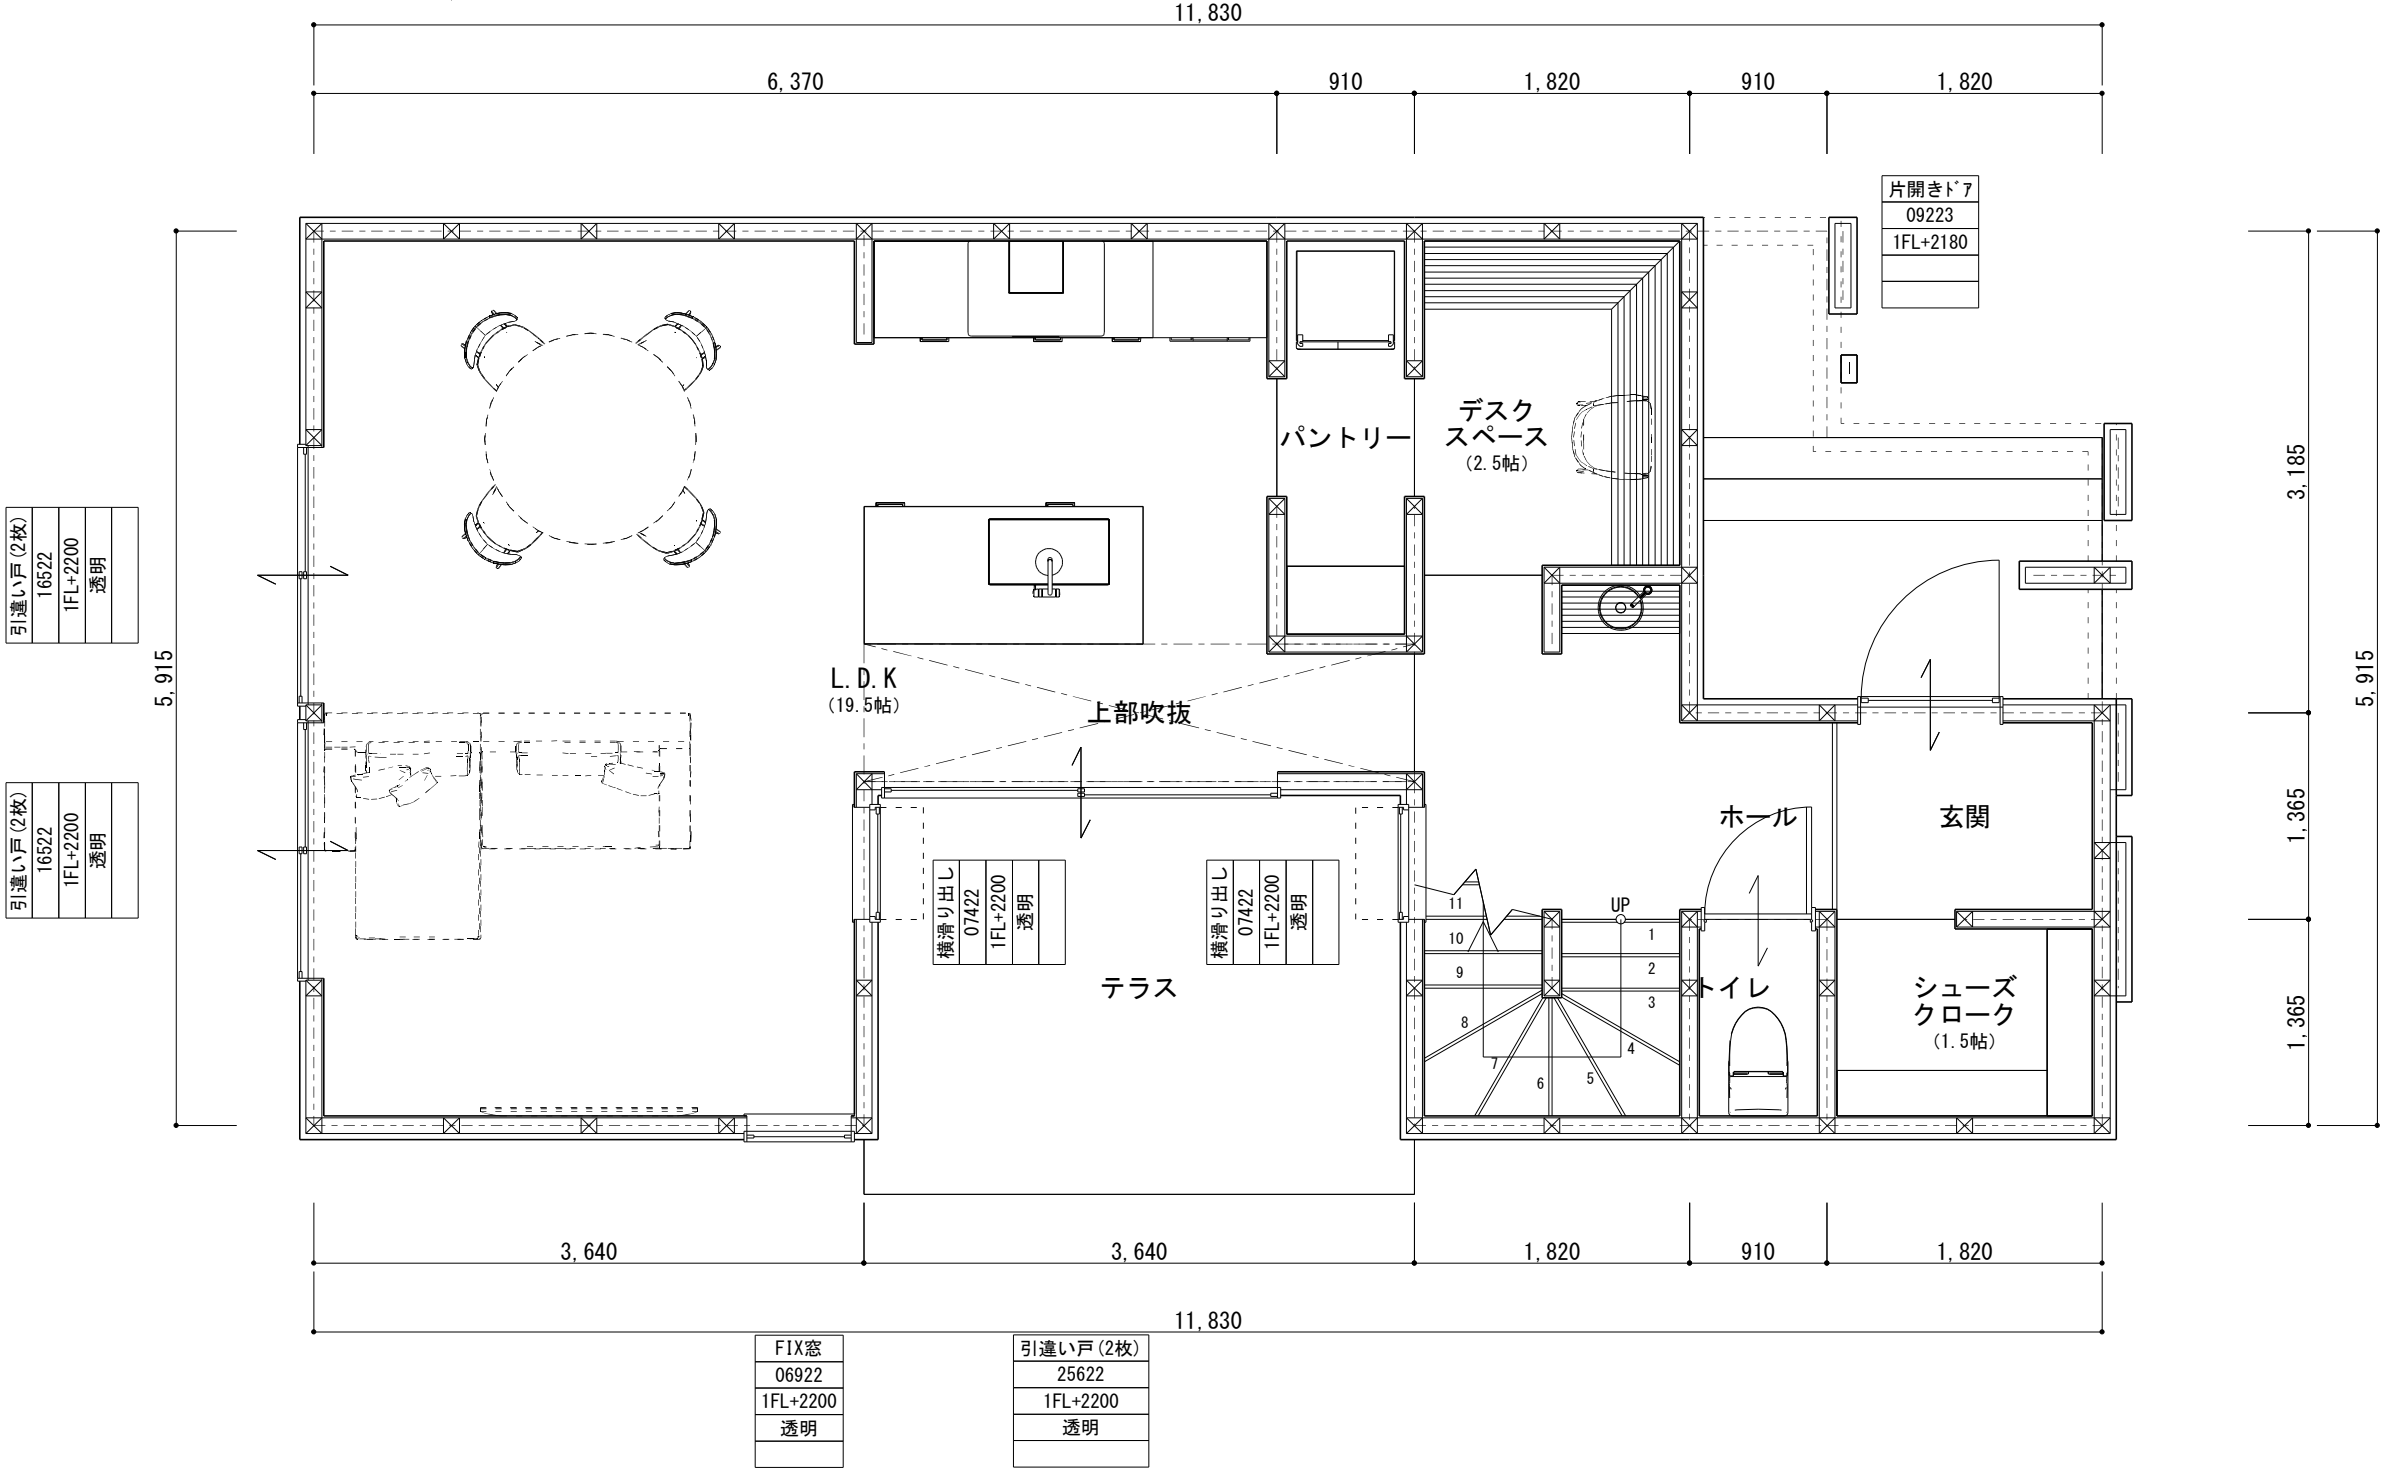 11,830
6,370
910
1,820
910
1,820
片開きドア
09223
1FL+2180
引違い戸(2枚)
16522
1FL+2200
透明
5,915
引違い戸(2枚)
16522
1FL+2200
透明
デスク
スペース
(2.5帖)
パントリー
L.D.K
(19.5帖)
上部吹抜
ホール
玄関
横滑り出し
07422
1FL+2200
透明
横滑り出し
07422
1FL+2200
透明
テラス
UP
1
2
3
4
5
6
7
8
9
10
11
トイレ
シューズ
クローク
(1.5帖)
3,185
1,365
1,365
5,915
3,640
3,640
1,820
910
1,820
11,830
FIX窓
06922
1FL+2200
透明
引違い戸(2枚)
25622
1FL+2200
透明